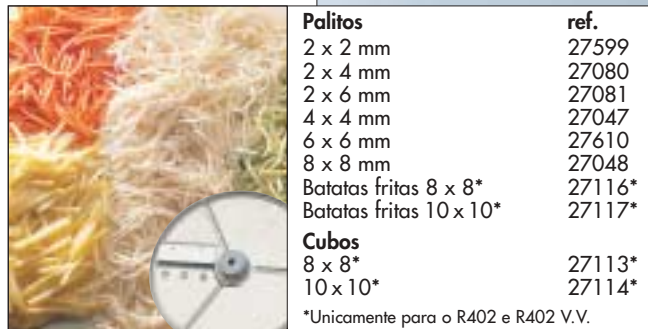 Palitos ref.
2 x 2 mm 27599
2 x 4 mm 27080
2 x 6 mm 27081
4 x 4 mm 27047
6 x 6 mm 27610
8 x 8 mm 27048
Batatas fritas 8 x 8* 27116*
Batatas fritas 10 x 10* 27117*
Cubos
8 x 8* 27113*
10 x 10* 27114*
*Unicamente para o R402 e R402 V.V.